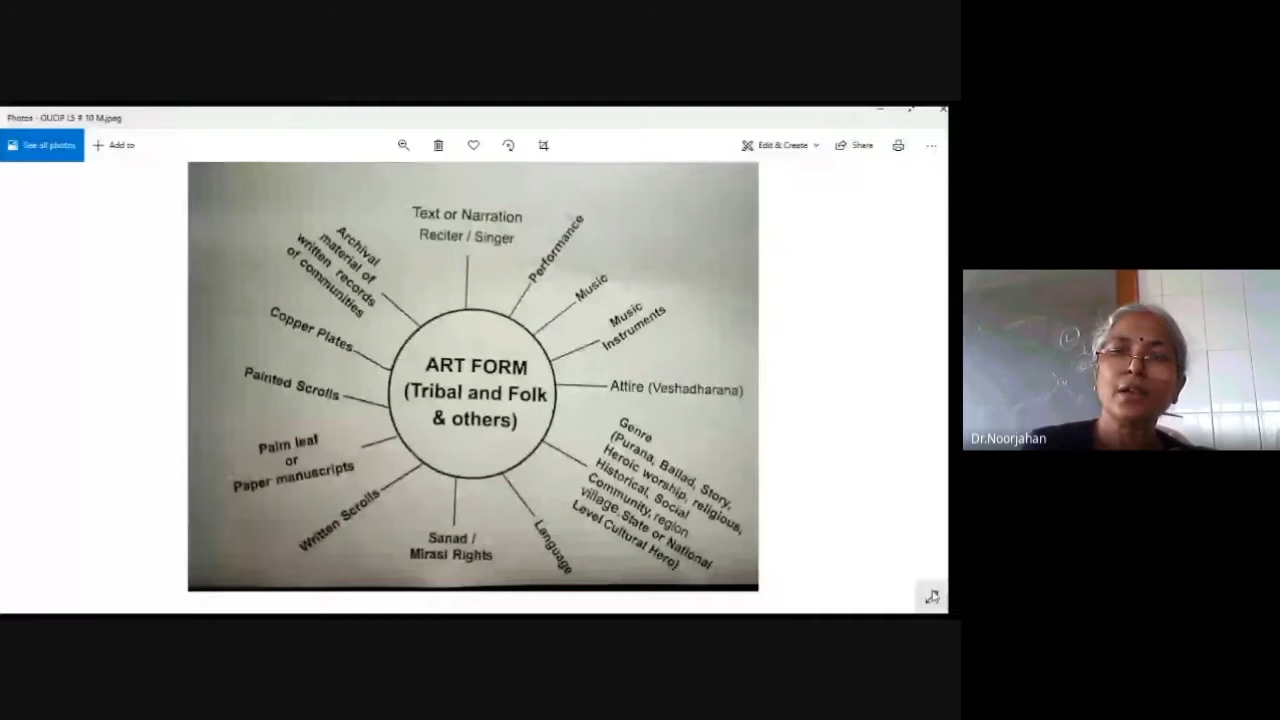 Photos - OUCIP LS # 10 M.jpeg
See all photos
Add to
Edit & Create
Share
Text or Narration
Reciter / Singer
Performance
Music
Music
Instruments
Attire (Veshadharana)
Genre
(Purana, Ballad, Story,
Heroic worship, religious,
Historical, Social
Community, region
village, State or National
Level Cultural Hero)
Language
Sanad /
Mirasi Rights
Written Scrolls
Palm leaf
or
Paper manuscripts
Painted Scrolls
Copper Plates
Archival
material of
written records
of communities
ART FORM
(Tribal and Folk
& others)
Dr.Noorjahan